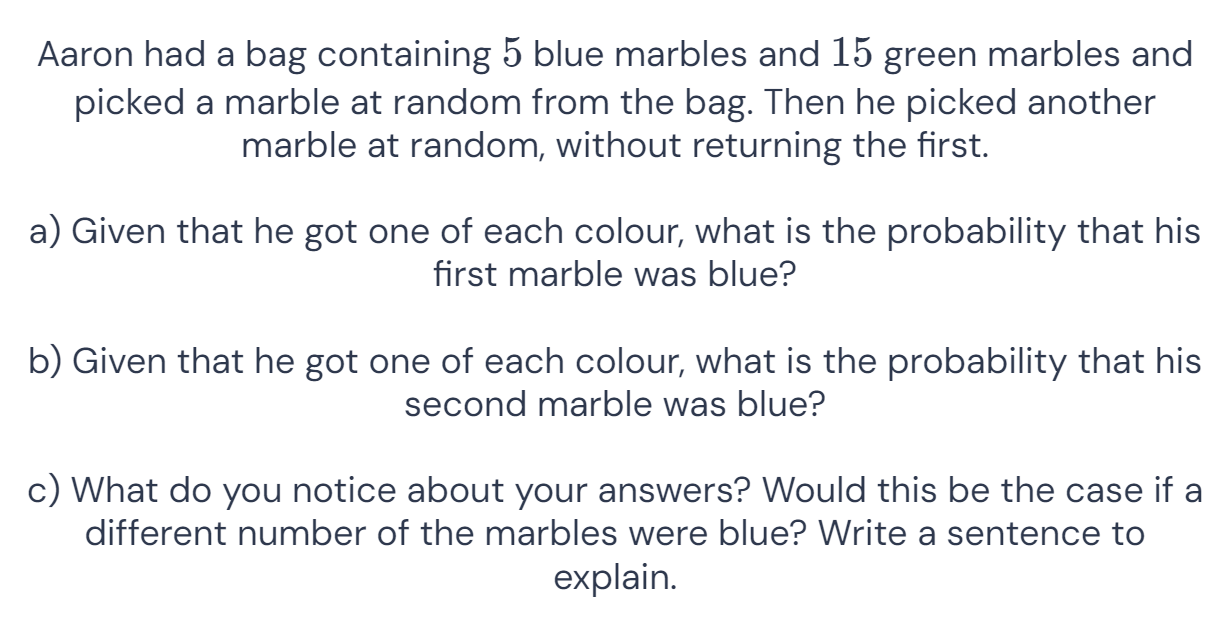 Aaron had a bag containing 5 blue marbles and 15 green marbles and
picked a marble at random from the bag. Then he picked another
marble at random, without returning the first.
a) Given that he got one of each colour, what is the probability that his
first marble was blue?
b) Given that he got one of each colour, what is the probability that his
second marble was blue?
c) What do you notice about your answers? Would this be the case if a
different number of the marbles were blue? Write a sentence to
explain.